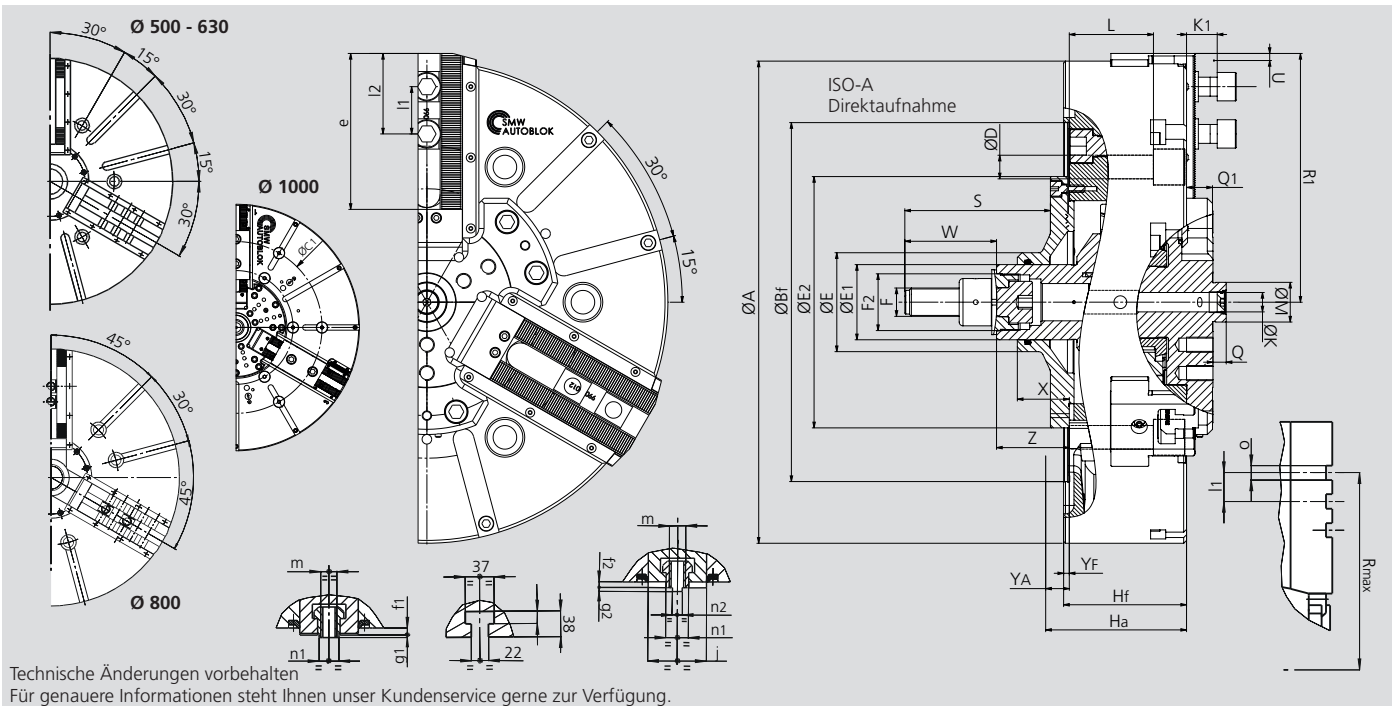 Ø 500 - 630
30°
15°
30°
15°
30°
Ø 1000
SMW
AUTOBLOK
ØC1
45°
30°
45°
Ø 800
e
l2
l1
SMW
AUTOBLOK
30°
15°
ISO-A
Direktaufnahme
L
K1
U
ØD
R1
Q1
S
W
ØA
ØBf
ØE2
ØE
ØE1
F2
F
ØM
ØK
Q
X
Z
YA
YF
Hf
Ha
o
l1
Rmax
m
f1
g1
n1
37
38
22
m
f2
g2
n2
n1
j
Technische Änderungen vorbehalten
Für genauere Informationen steht Ihnen unser Kundenservice gerne zur Verfügung.